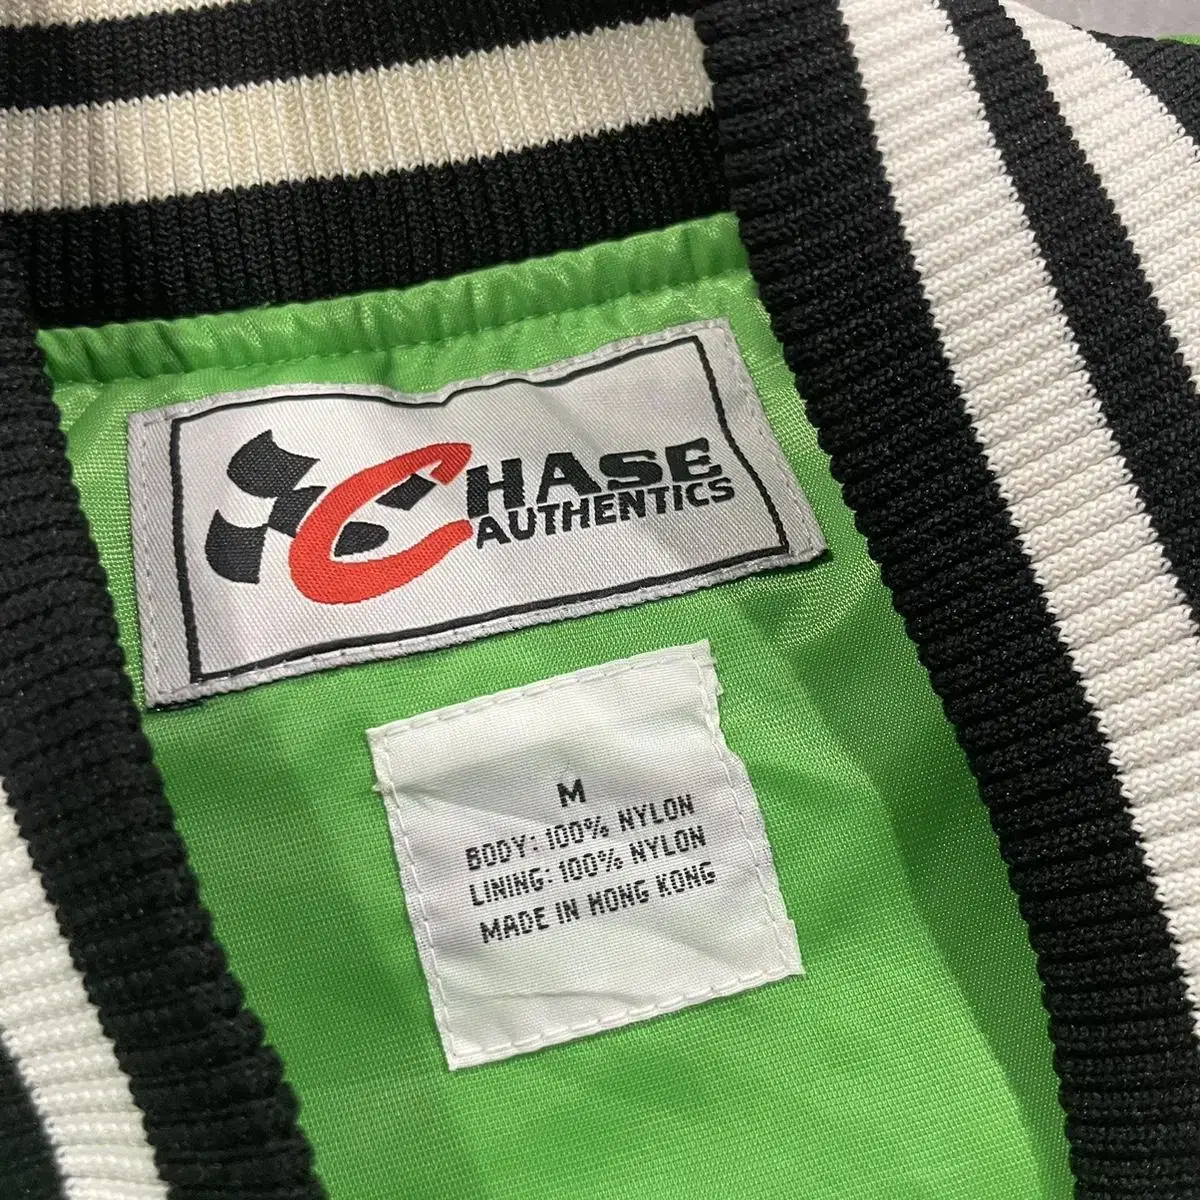 CHASE
AUTHENTICS
M
BODY: 100% NYLON
LINING: 100% NYLON
MADE IN HONG KONG